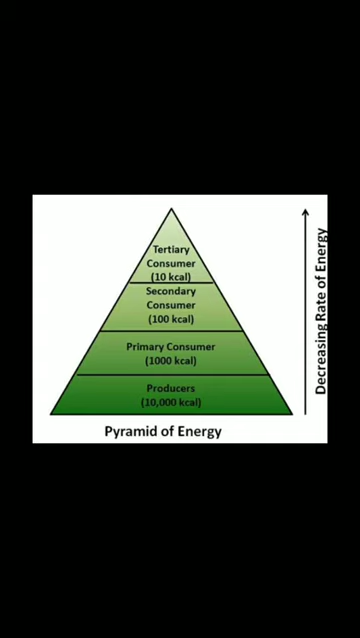 Tertiary
Consumer
(10 kcal)
Secondary
Consumer
(100 kcal)
Primary Consumer
(1000 kcal)
Producers
(10,000 kcal)
Pyramid of Energy
Decreasing Rate of Energy